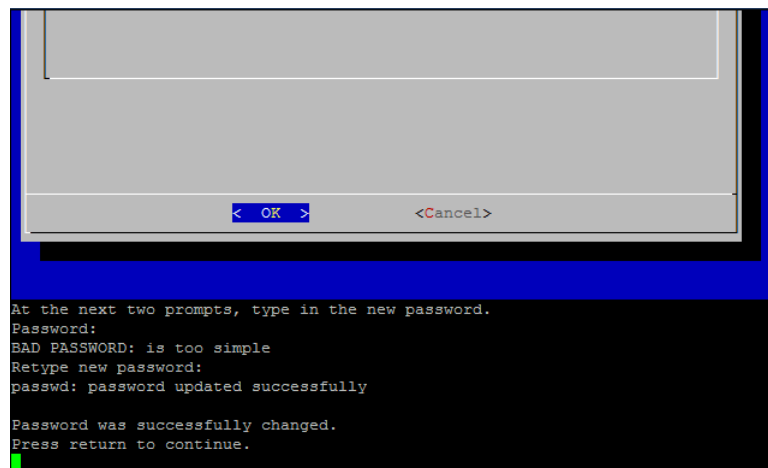 < OK > <Cancel>
At the next two prompts, type in the new password.
Password:
BAD PASSWORD: is too simple
Retype new password:
passwd: password updated successfully
Password was successfully changed.
Press return to continue.